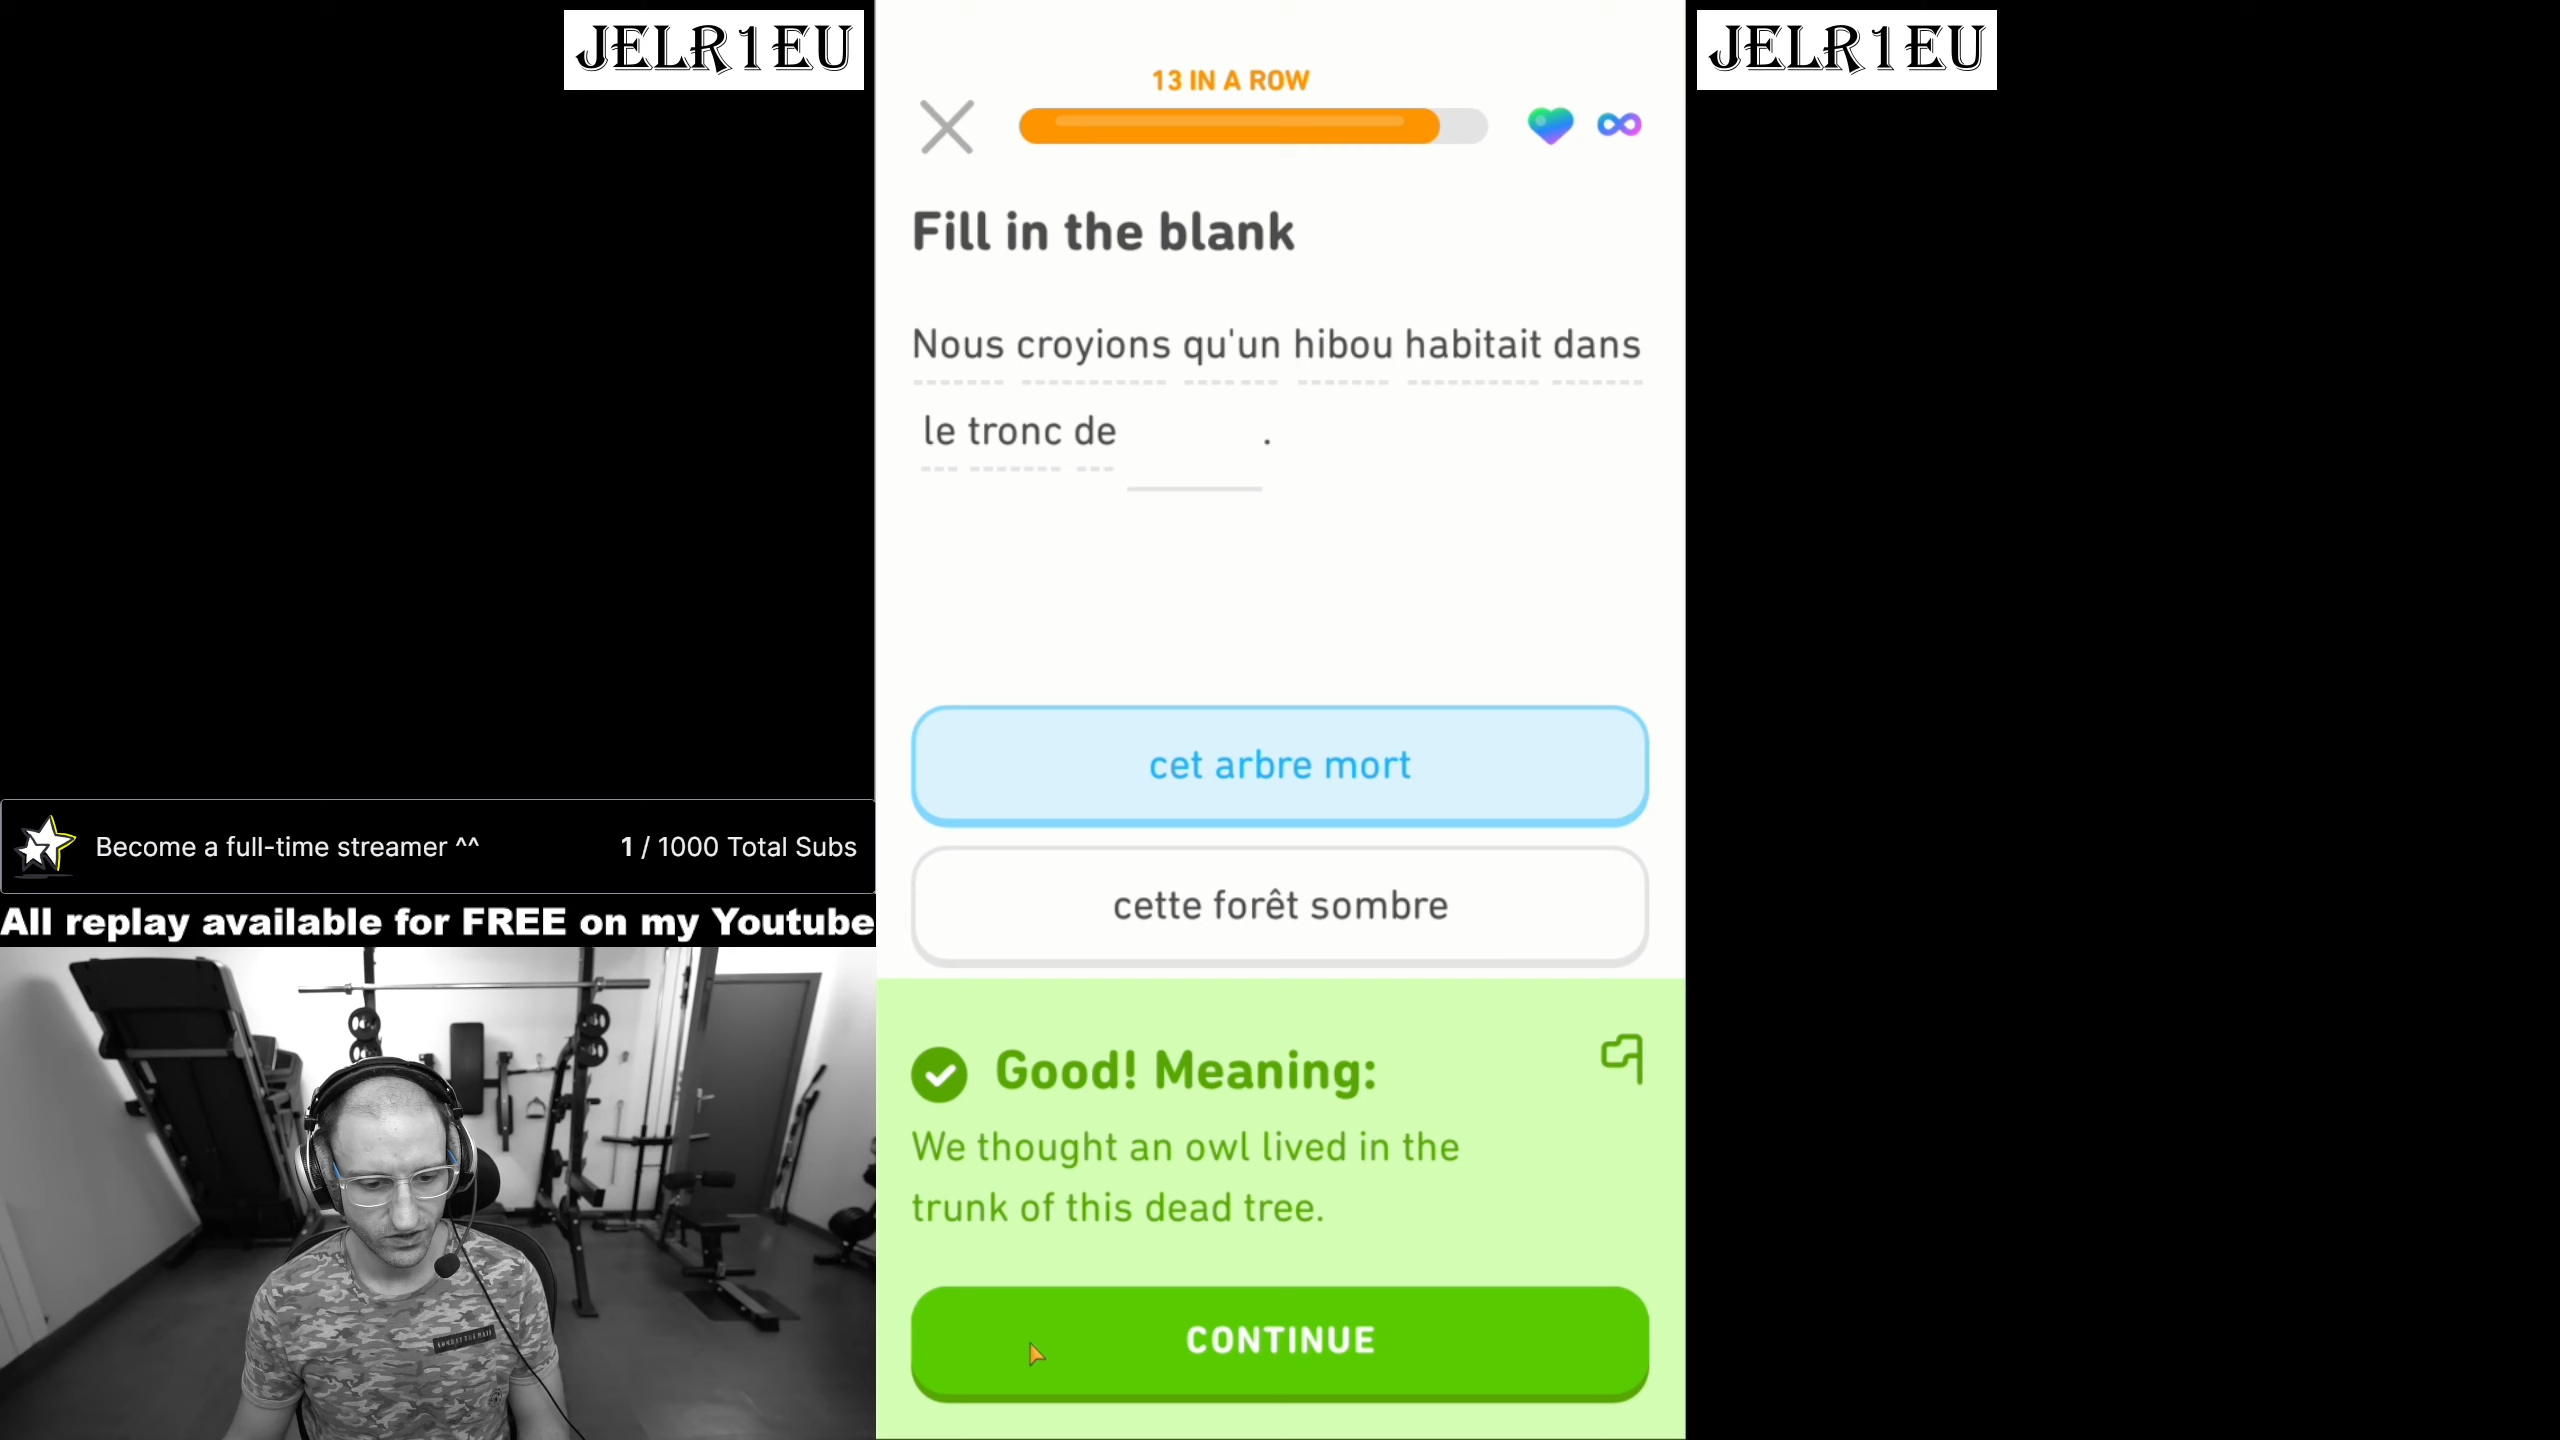 JELR1EU
JELR1EU
13 IN A ROW
Fill in the blank
Nous croyions qu'un hibou habitait dans
le tronc de .
cet arbre mort
cette forêt sombre
Good! Meaning:
We thought an owl lived in the
trunk of this dead tree.
CONTINUE
Become a full-time streamer ^^ 1 / 1000 Total Subs
All replay available for FREE on my Youtube